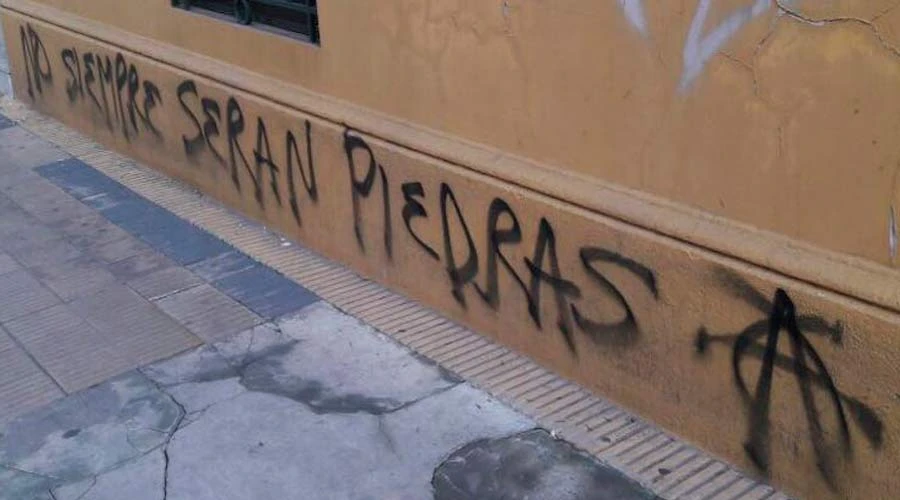 NO SIEMPRE SERAN PIEDRAS